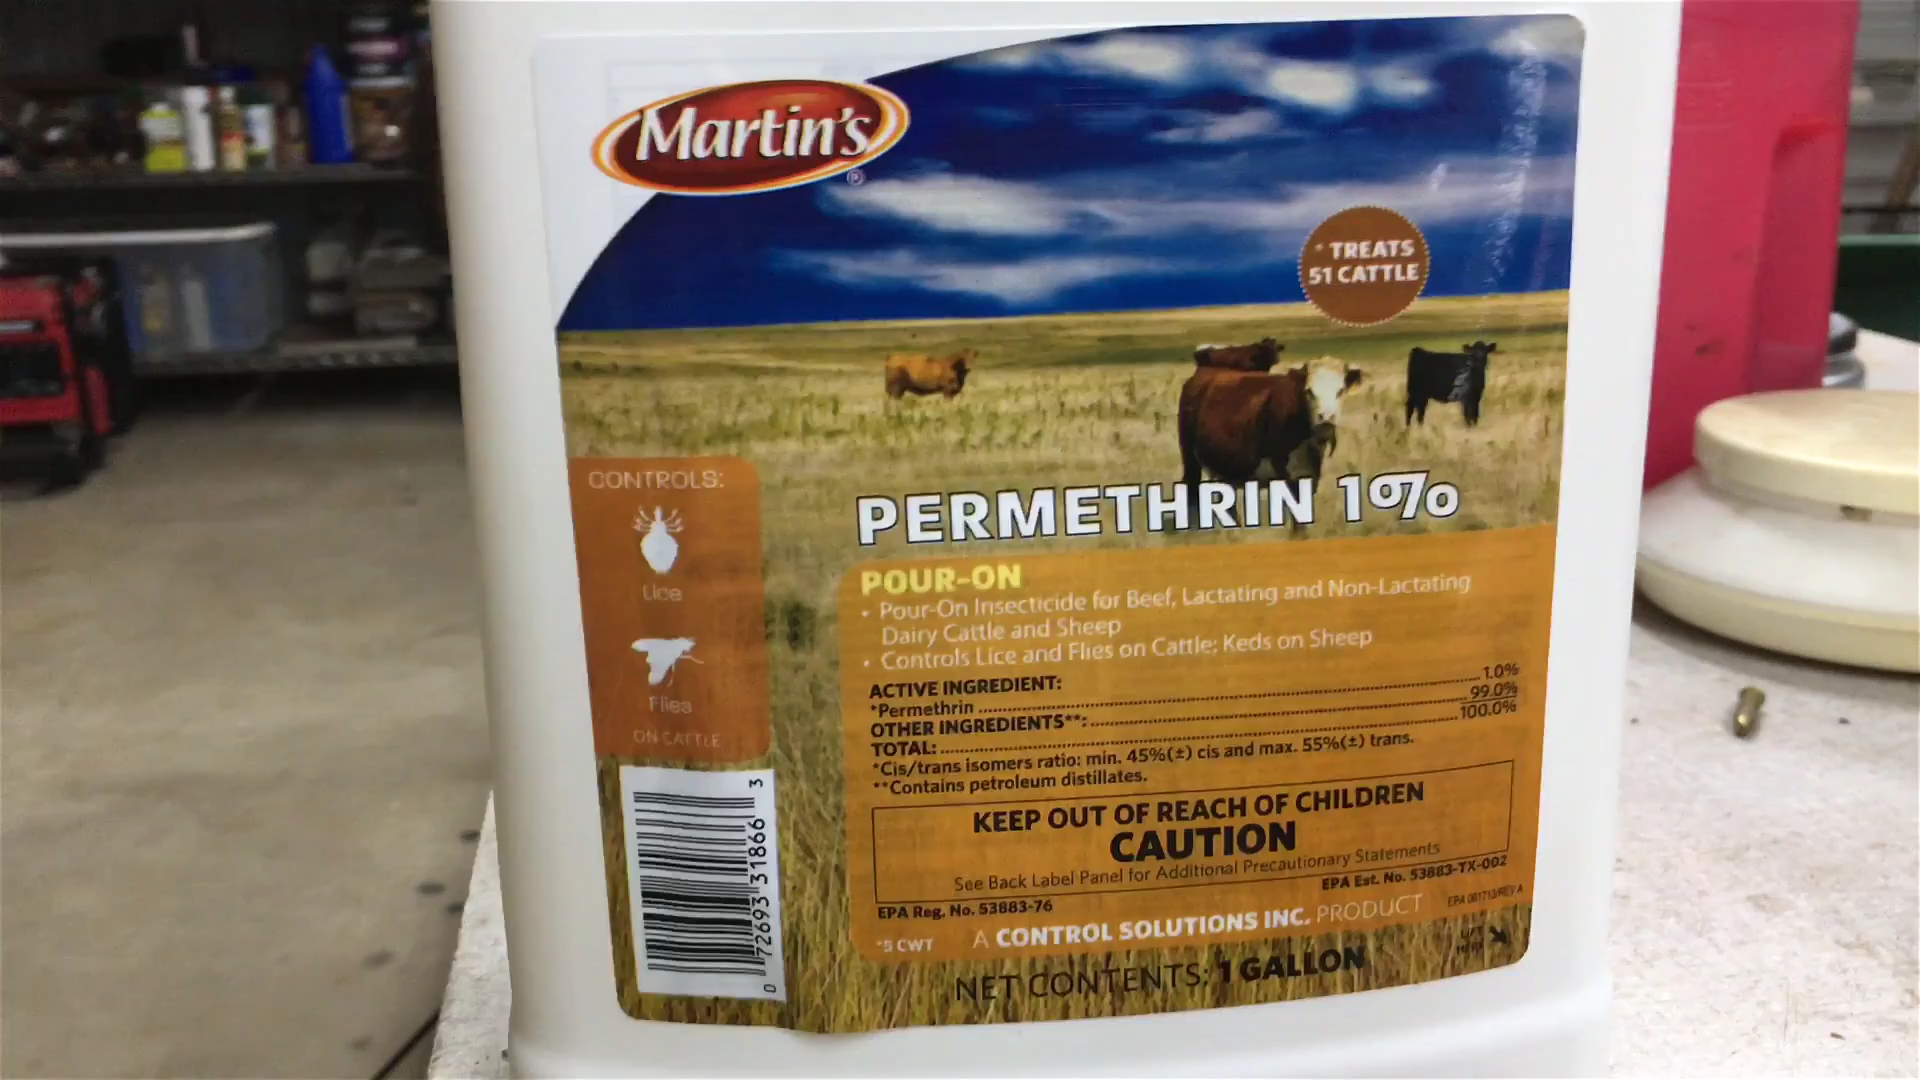 Martin's
®
* TREATS
51 CATTLE
CONTROLS:
Lice
Flies
ON CATTLE
PERMETHRIN 1%
POUR-ON
• Pour-On Insecticide for Beef, Lactating and Non-Lactating
Dairy Cattle and Sheep
• Controls Lice and Flies on Cattle; Keds on Sheep
ACTIVE INGREDIENT:
*Permethrin ........ 1.0%
OTHER INGREDIENTS**: ........ 99.0%
TOTAL: ........ 100.0%
*Cis/trans isomers ratio: min. 45%(±) cis and max. 55%(±) trans.
**Contains petroleum distillates.
KEEP OUT OF REACH OF CHILDREN
CAUTION
See Back Label Panel for Additional Precautionary Statements
EPA Reg. No. 53883-76
EPA Est. No. 53883-TX-002
*5 CWT
A CONTROL SOLUTIONS INC. PRODUCT
EPA 081713/REV A
NET CONTENTS: 1 GALLON
0 72693 31866 3